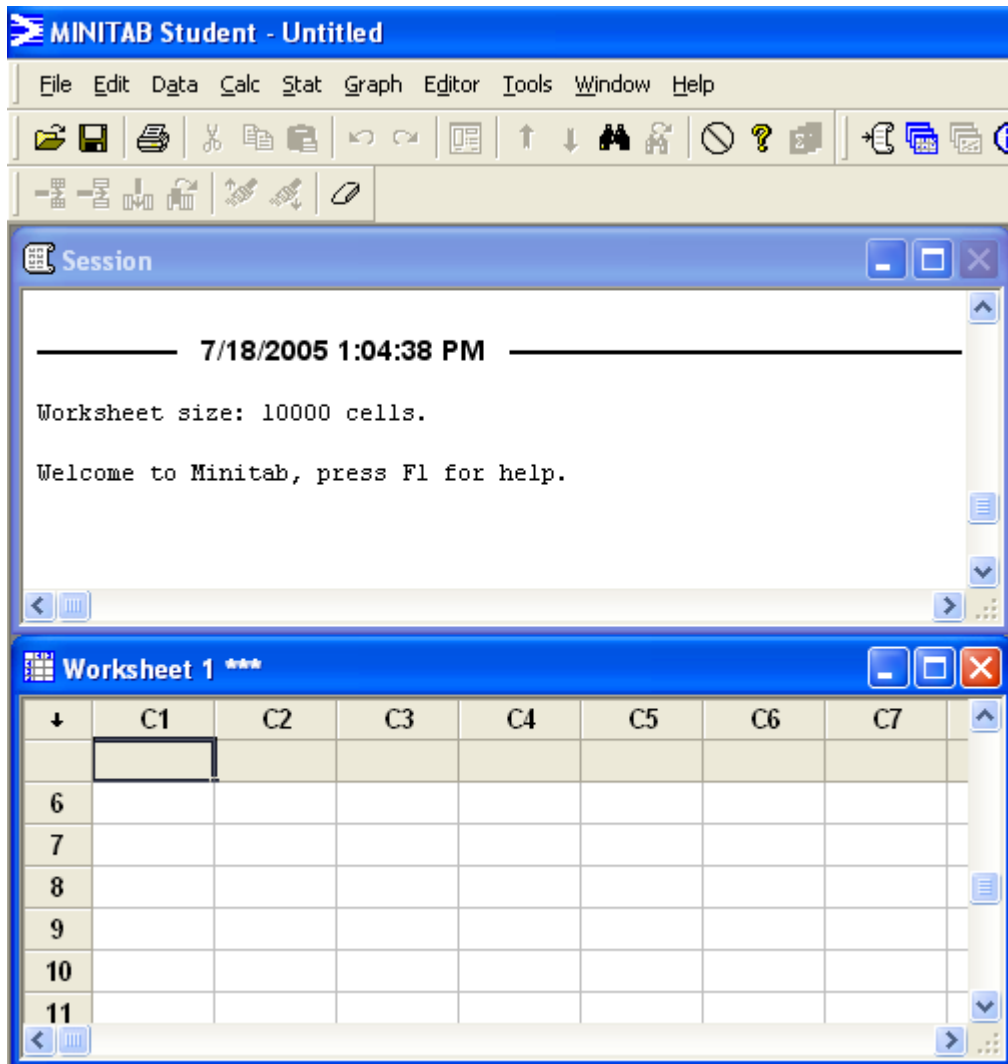 MINITAB Student - Untitled
File Edit Data Calc Stat Graph Editor Tools Window Help
Session
7/18/2005 1:04:38 PM
Worksheet size: 10000 cells.
Welcome to Minitab, press F1 for help.
Worksheet 1 ***
C1 C2 C3 C4 C5 C6 C7
6
7
8
9
10
11